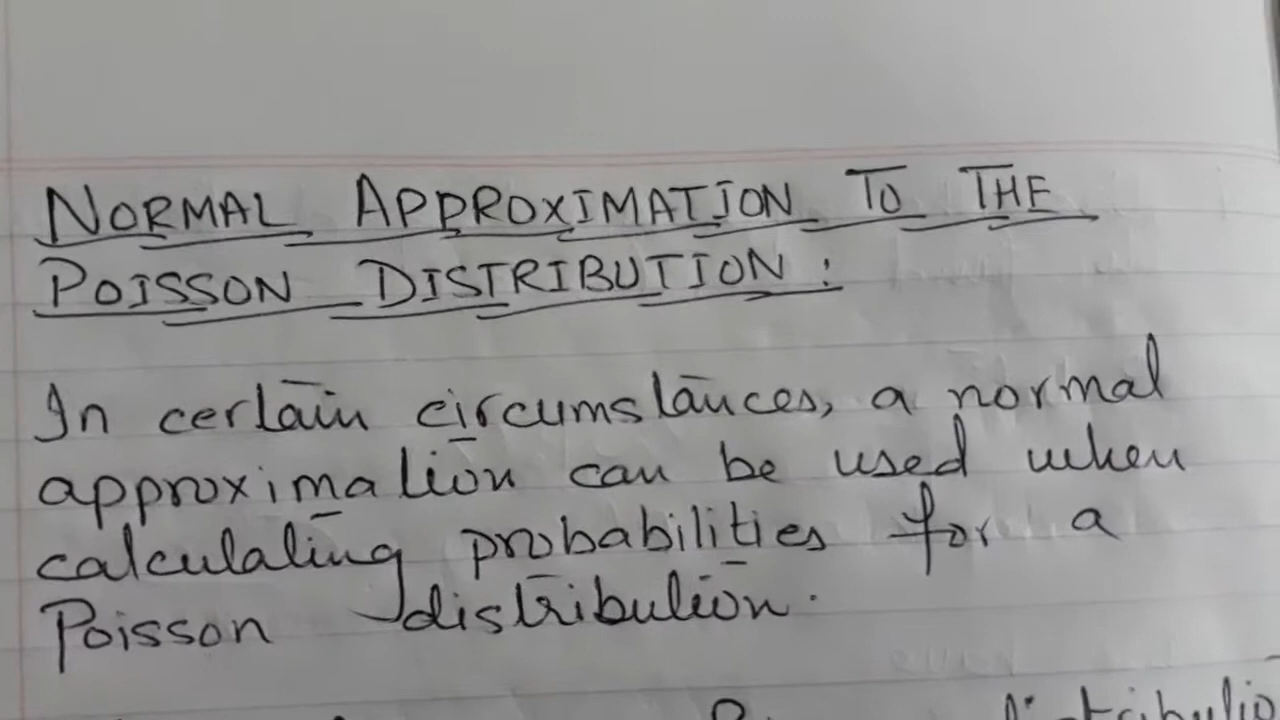 NORMAL APPROXIMATION TO THE
POISSON DISTRIBUTION :
In certain circumstances, a normal
approximation can be used when
calculating probabilities for a
Poisson distribution.